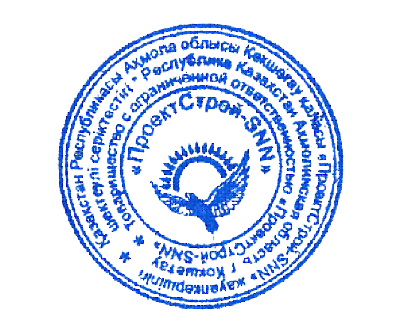 Қазақстан Республикасы Ақмола облысы Көкшетау қаласы «ПроектСтрой-SNN» жауапкершілігі
шектеулі серіктестігі * Республика Казахстан Акмолинская область г. Кокшетау *
Товарищество с ограниченной ответственностью «ПроектСтрой-SNN»
«ПроектСтрой-SNN»